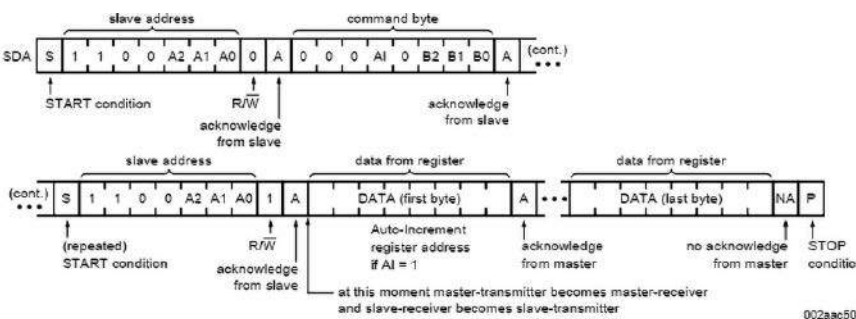 slave address command byte
SDA S 1 1 0 0 A2 A1 A0 0 A 0 0 0 AI 0 B2 B1 B0 A (cont.)
START condition R/W acknowledge
acknowledge from slave
from slave
slave address data from register data from register
(cont.) S 1 1 0 0 A2 A1 A0 1 A DATA (first byte) A DATA (last byte) NA P
(repeated) R/W Auto-Increment acknowledge no acknowledge STOP
START condition register address from master from master conditio
acknowledge if AI = 1
from slave at this moment master-transmitter becomes master-receiver
and slave-receiver becomes slave-transmitter
002aac50